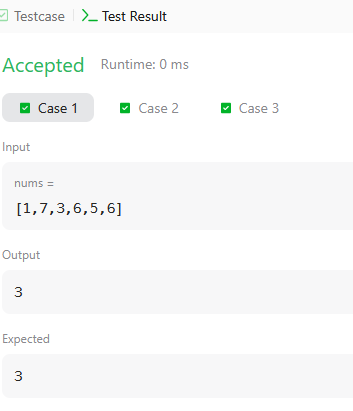 Testcase Test Result
Accepted Runtime: 0 ms
Case 1 Case 2 Case 3
Input
nums =
[1,7,3,6,5,6]
Output
3
Expected
3